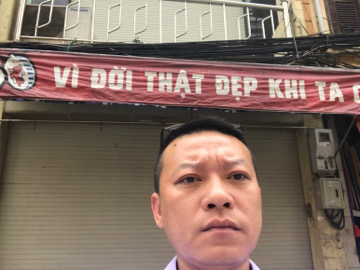 VÌ ĐỜI THẬT ĐẸP KHI TA